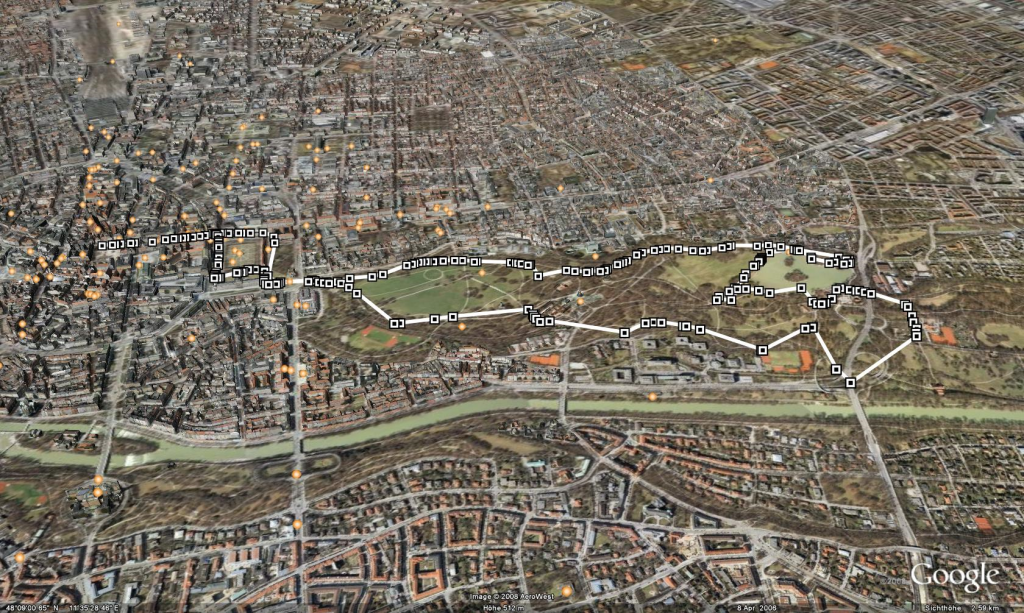 ©2008 Google
Image © 2008 AeroWest
48°09'00.65" N 11°35'28.46" E Höhe 512 m 8 Apr 2006 Sichthöhe 2.59 km